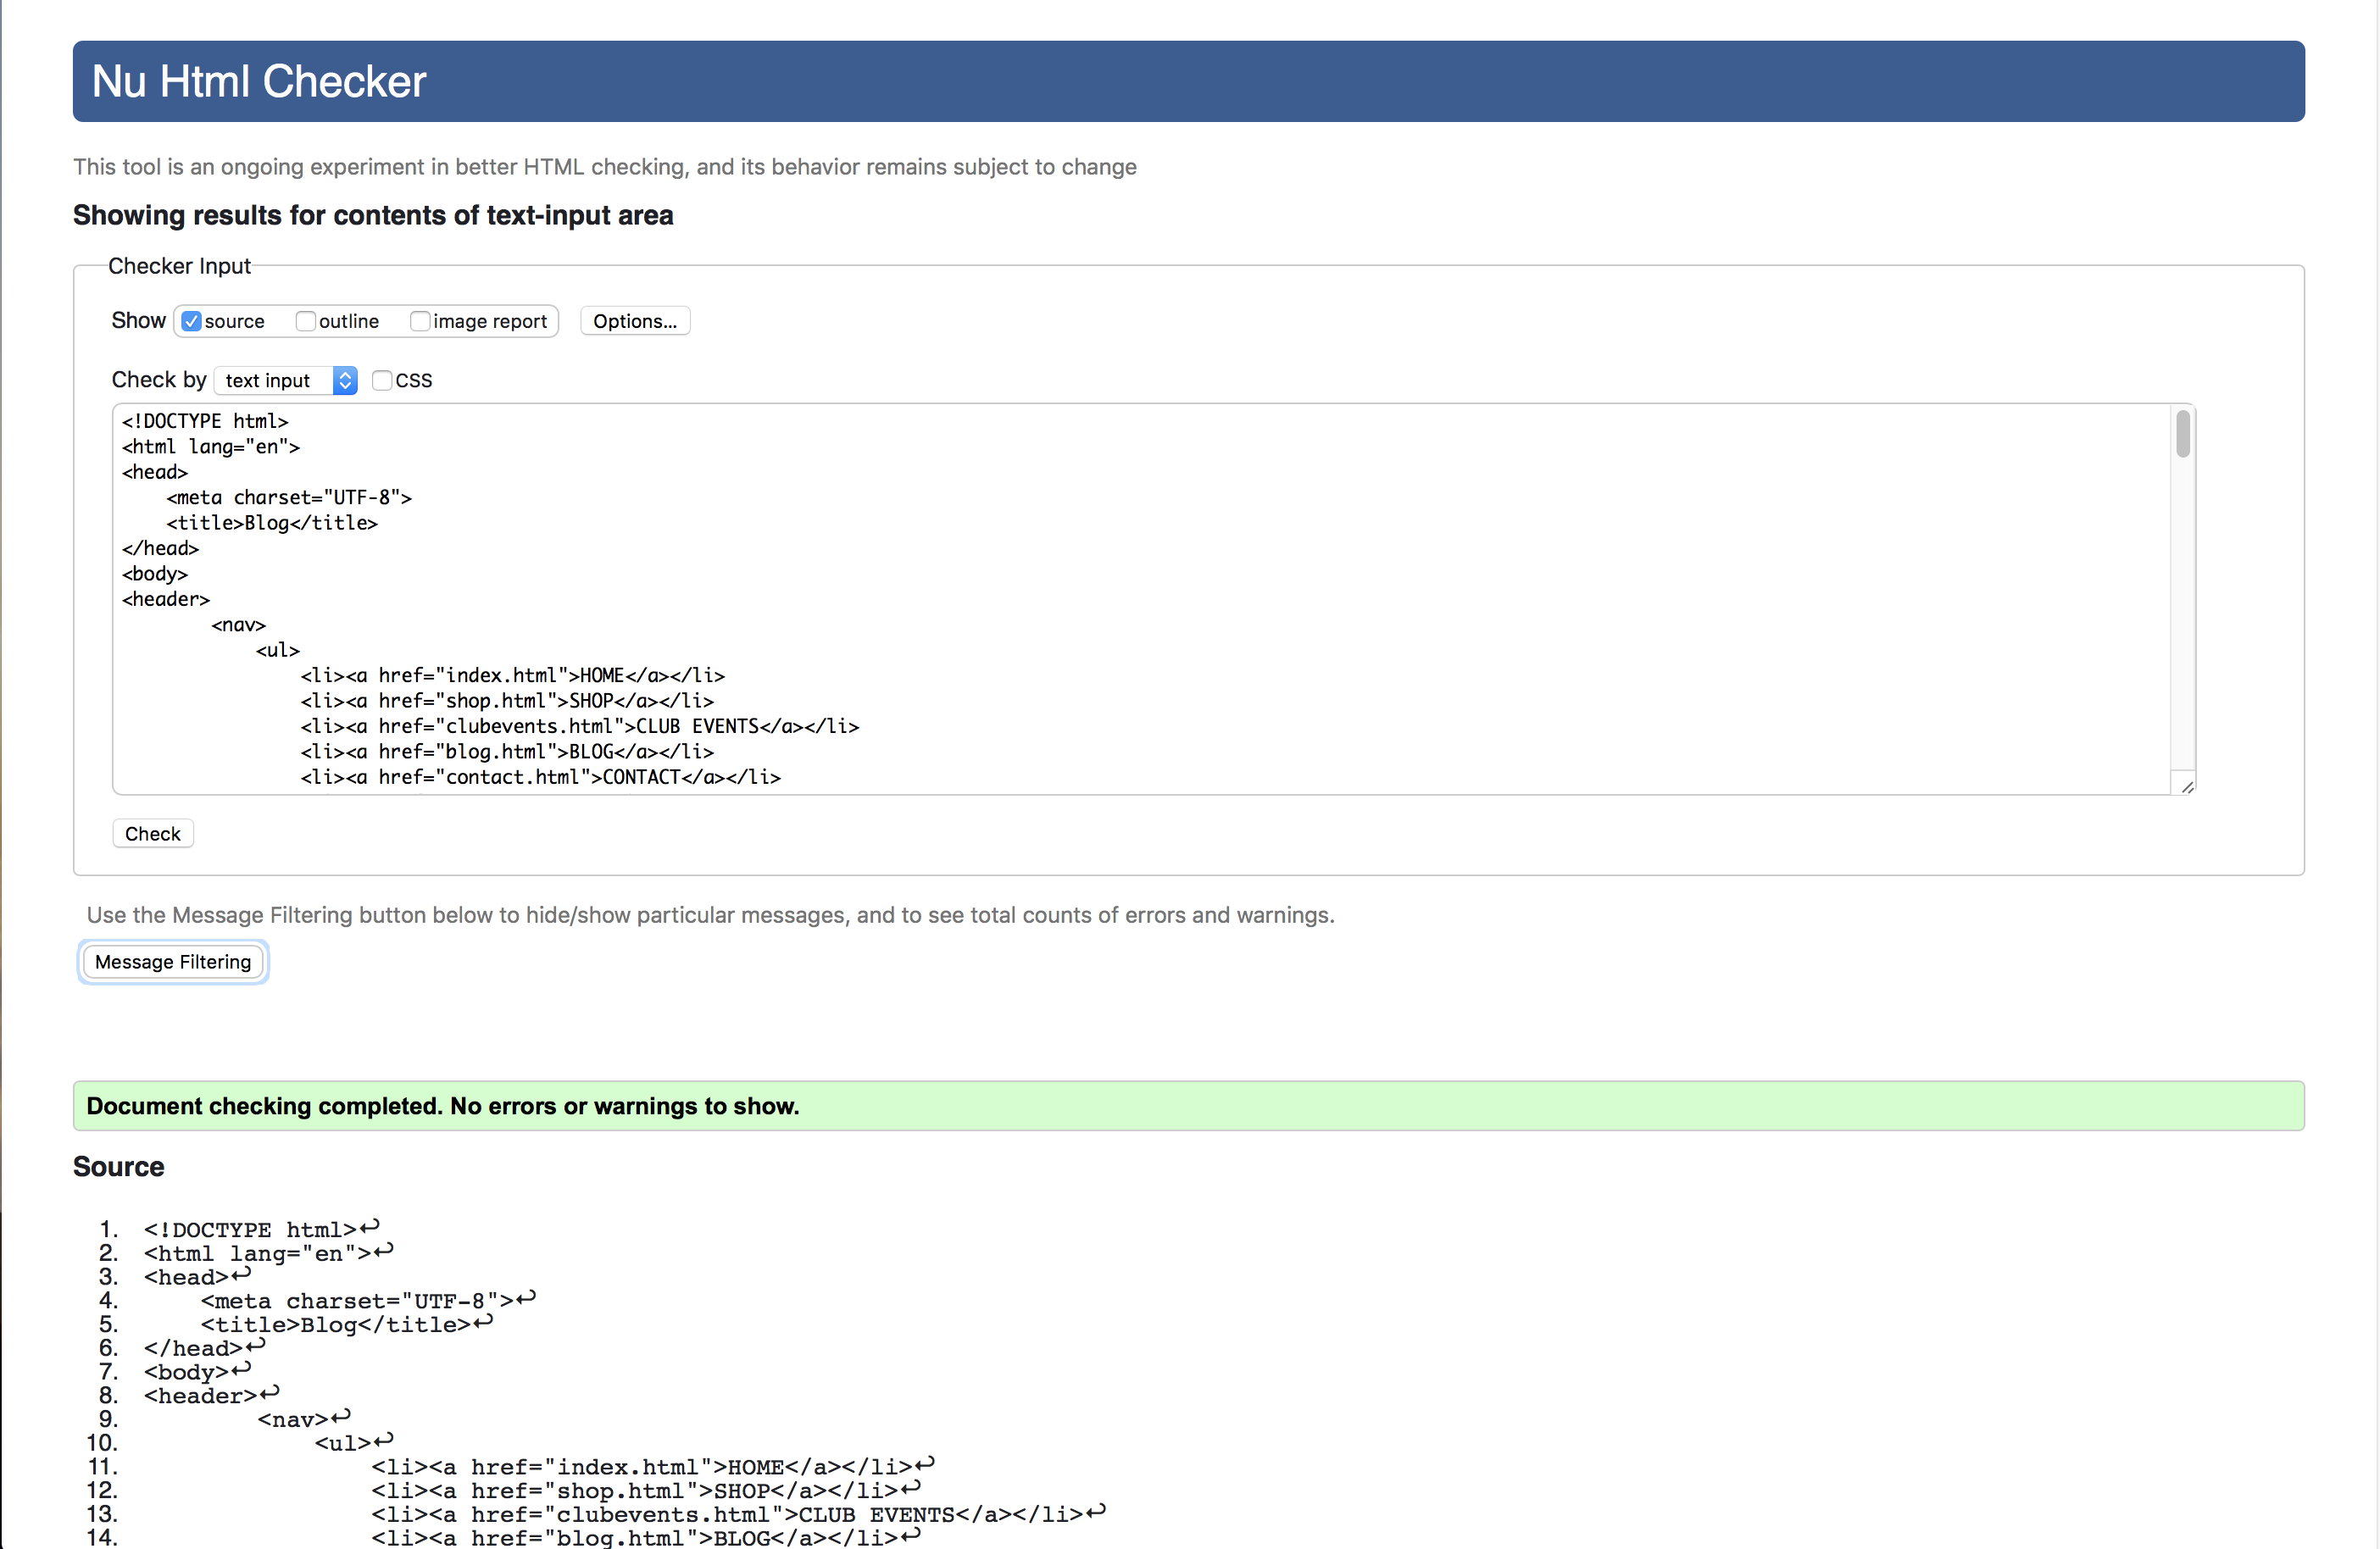 Nu Html Checker
This tool is an ongoing experiment in better HTML checking, and its behavior remains subject to change
Showing results for contents of text-input area
Checker Input
Show source outline image report Options...
Check by text input CSS
<!DOCTYPE html>
<html lang="en">
<head>
    <meta charset="UTF-8">
    <title>Blog</title>
</head>
<body>
<header>
        <nav>
            <ul>
                <li><a href="index.html">HOME</a></li>
                <li><a href="shop.html">SHOP</a></li>
                <li><a href="clubevents.html">CLUB EVENTS</a></li>
                <li><a href="blog.html">BLOG</a></li>
                <li><a href="contact.html">CONTACT</a></li>
Check
Use the Message Filtering button below to hide/show particular messages, and to see total counts of errors and warnings.
Message Filtering
Document checking completed. No errors or warnings to show.
Source
1. <!DOCTYPE html>↩
2. <html lang="en">↩
3. <head>↩
4.     <meta charset="UTF-8">↩
5.     <title>Blog</title>↩
6. </head>↩
7. <body>↩
8. <header>↩
9.         <nav>↩
10.             <ul>↩
11.                 <li><a href="index.html">HOME</a></li>↩
12.                 <li><a href="shop.html">SHOP</a></li>↩
13.                 <li><a href="clubevents.html">CLUB EVENTS</a></li>↩
14.                 <li><a href="blog.html">BLOG</a></li>↩